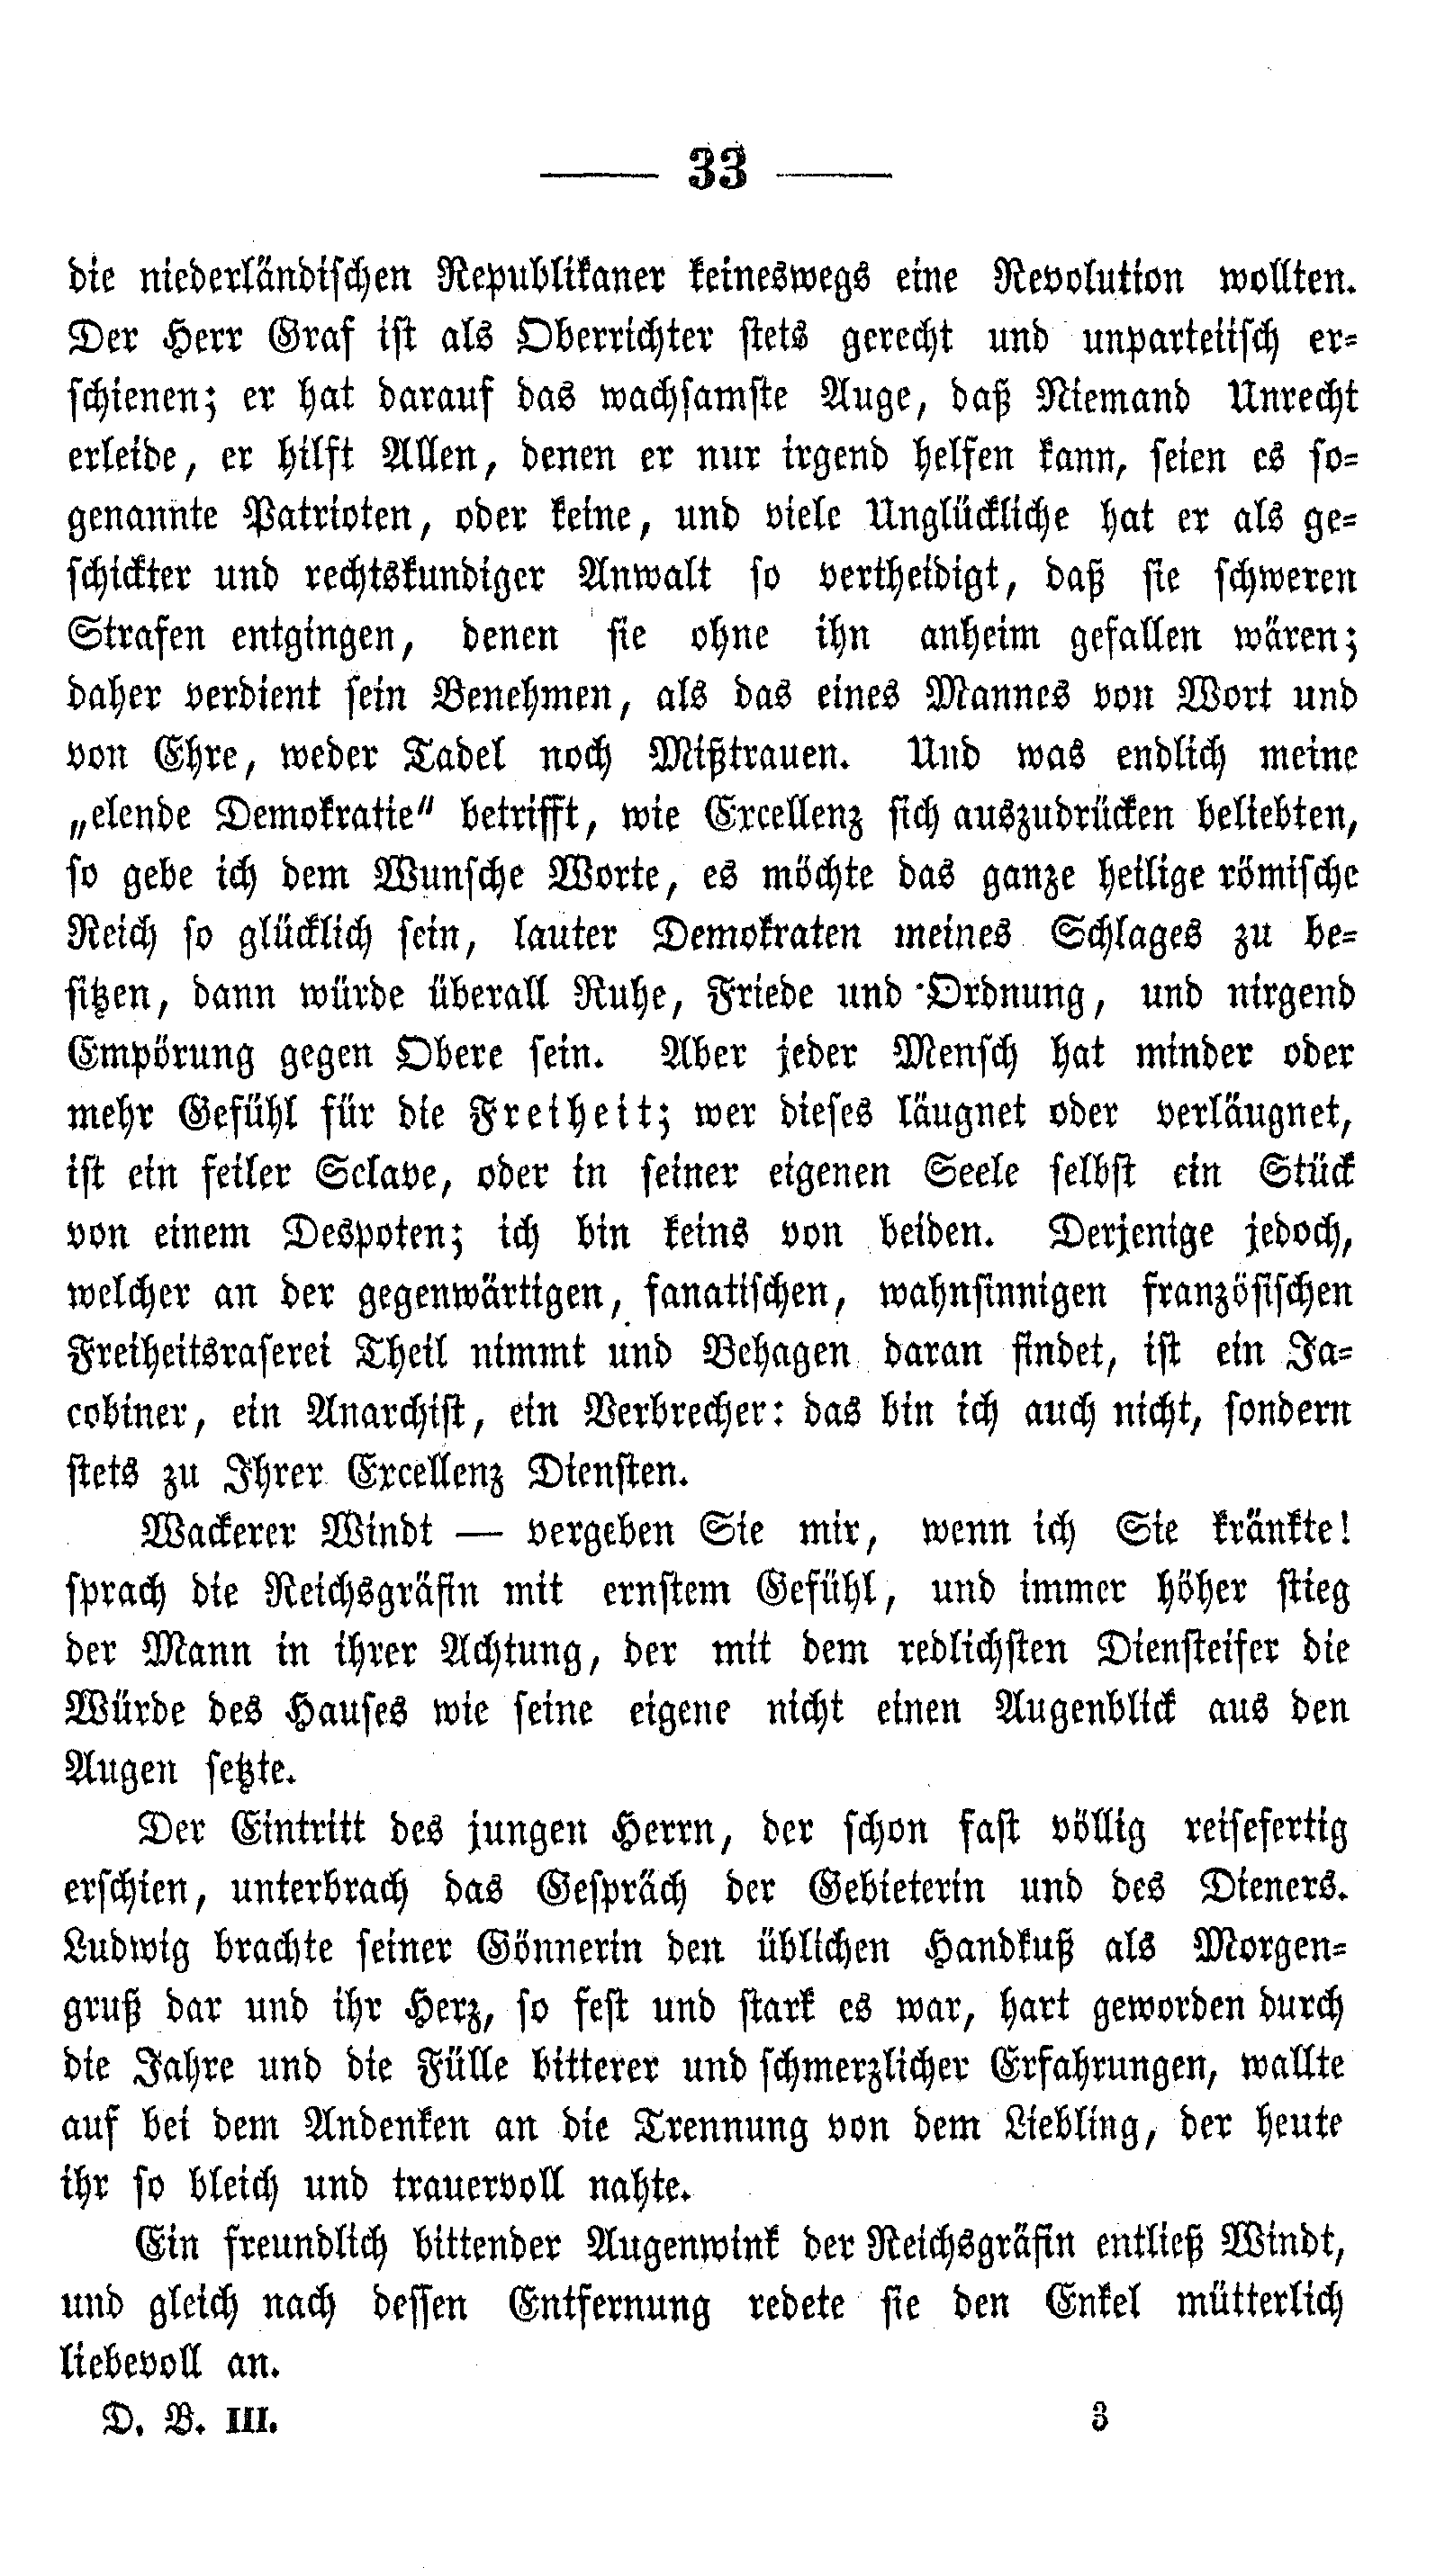 — 33 —
die niederländischen Republikaner keineswegs eine Revolution wollten.
Der Herr Graf ist als Oberrichter stets gerecht und unparteiisch er-
schienen; er hat darauf das wachsamste Auge, daß Niemand Unrecht
erleide, er hilft Allen, denen er nur irgend helfen kann, seien es so-
genannte Patrioten, oder keine, und viele Unglückliche hat er als ge-
schickter und rechtskundiger Anwalt so vertheidigt, daß sie schweren
Strafen entgingen, denen sie ohne ihn anheim gefallen wären;
daher verdient sein Benehmen, als das eines Mannes von Wort und
von Ehre, weder Tadel noch Mißtrauen. Und was endlich meine
„elende Demokratie“ betrifft, wie Excellenz sich auszudrücken beliebten,
so gebe ich dem Wunsche Worte, es möchte das ganze heilige römische
Reich so glücklich sein, lauter Demokraten meines Schlages zu be-
sitzen, dann würde überall Ruhe, Friede und Ordnung, und nirgend
Empörung gegen Obere sein. Aber jeder Mensch hat minder oder
mehr Gefühl für die Freiheit; wer dieses läugnet oder verläugnet,
ist ein feiler Sclave, oder in seiner eigenen Seele selbst ein Stück
von einem Despoten; ich bin keins von beiden. Derjenige jedoch,
welcher an der gegenwärtigen, fanatischen, wahnsinnigen französischen
Freiheitsraserei Theil nimmt und Behagen daran findet, ist ein Ja-
cobiner, ein Anarchist, ein Verbrecher: das bin ich auch nicht, sondern
stets zu Ihrer Excellenz Diensten.
Wackerer Windt — vergeben Sie mir, wenn ich Sie kränkte!
sprach die Reichsgräfin mit ernstem Gefühl, und immer höher stieg
der Mann in ihrer Achtung, der mit dem redlichsten Diensteifer die
Würde des Hauses wie seine eigene nicht einen Augenblick aus den
Augen setzte.
Der Eintritt des jungen Herrn, der schon fast völlig reisefertig
erschien, unterbrach das Gespräch der Gebieterin und des Dieners.
Ludwig brachte seiner Gönnerin den üblichen Handkuß als Morgen-
gruß dar und ihr Herz, so fest und stark es war, hart geworden durch
die Jahre und die Fülle bitterer und schmerzlicher Erfahrungen, wallte
auf bei dem Andenken an die Trennung von dem Liebling, der heute
ihr so bleich und trauervoll nahte.
Ein freundlich bittender Augenwink der Reichsgräfin entließ Windt,
und gleich nach dessen Entfernung redete sie den Enkel mütterlich
liebevoll an.
D. B. III. 3